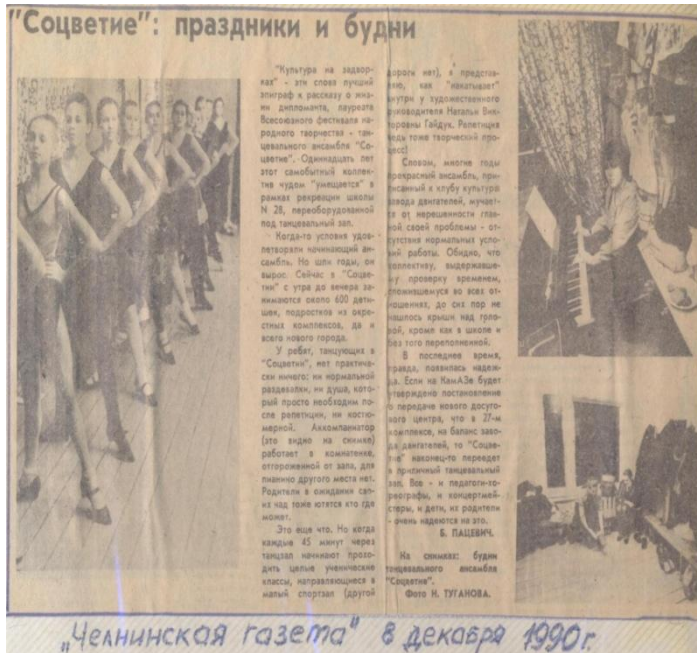 "Соцветие": праздники и будни
"Культура на задвор-
ках" - эти слова лучший
эпиграф к рассказу о жиз-
ни дипломанта, лауреата
Всесоюзного фестиваля на-
родного творчества - тан-
цевального ансамбля "Со-
цветие". Одиннадцать лет
этот самобытный коллек-
тив чудом "умещается" в
рамках рекреации школы
N 28, переоборудованной
под танцевальный зал.
Когда-то условия удов-
летворяли начинающий ан-
самбль. Но шли годы, он
вырос. Сейчас в "Соцве-
тии" с утра до вечера за-
нимаются около 600 дети-
шек, подростков из окре-
стных комплексов, да и
всего нового города.
У ребят, танцующих в
"Соцветии", нет практиче-
ски ничего: ни нормальной
раздевалки, ни душа, кото-
рый просто необходим по-
сле репетиции, ни костю-
мерной. Аккомпаниатор
(это видно на снимке)
работает в комнатенке,
отгороженной от зала, для
пианино другого места нет.
Родители в ожидании сво-
их чад тоже ютятся кто где
может.
Это еще что. Но когда
каждые 45 минут через
танцзал начинают прохо-
дить целые ученические
классы, направляющиеся в
малый спортзал (другой
дороги нет), я представ-
ляю, как "накатывает"
внутри у художественного
руководителя Натальи Вик-
торовны Гайдук. Репетиция
ведь тоже творческий про-
цесс!
Словом, многие годы
прекрасный ансамбль, при-
писанный к клубу культуры
завода двигателей, мучает-
ся от нерешенности глав-
ной своей проблемы - от-
сутствия нормальных усло-
вий работы. Обидно, что
коллективу, выдержавше-
му проверку временем,
сложившемуся во всех от-
ношениях, до сих пор не
нашлось крыши над голо-
вой, кроме как в школе и
без того переполненной.
В последнее время,
правда, появилась надеж-
да. Если на КамАЗе будет
утверждено постановление
о передаче нового досуго-
вого центра, что в 27-м
комплексе, на баланс заво-
да двигателей, то "Соцве-
тие" наконец-то переедет
в приличный танцевальный
зал. Все - и педагоги-хо-
реографы, и концертмей-
стеры, и дети, их родители
- очень надеются на это.
Б. ПАЦЕВИЧ.
На снимках: будни
танцевального ансамбля
"Соцветие".
Фото Н. ТУГАНОВА.
"Челнинская газета" 8 декабря 1990 г.